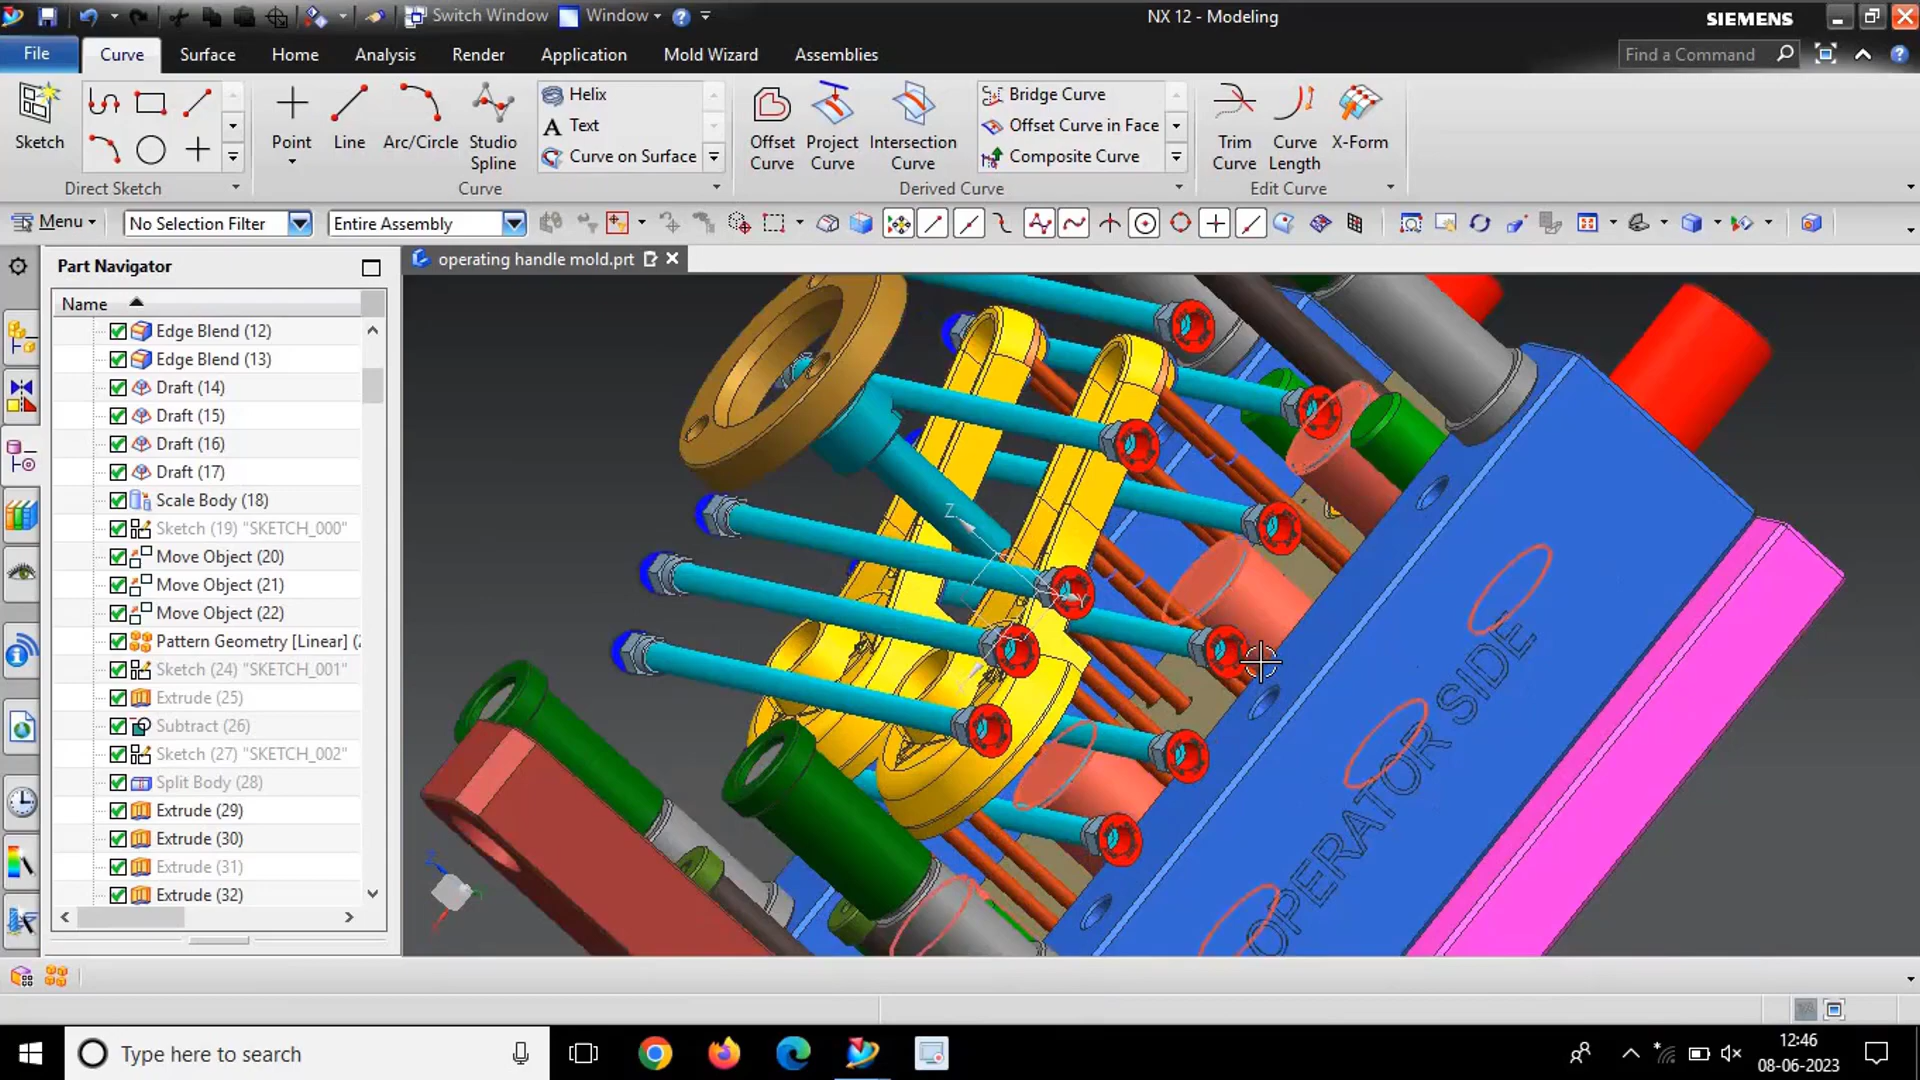 Switch Window
Window
NX 12 - Modeling
SIEMENS
File
Curve
Surface
Home
Analysis
Render
Application
Mold Wizard
Assemblies
Find a Command
Sketch
Direct Sketch
Point
Line
Arc/Circle
Studio
Spline
Helix
Text
Curve on Surface
Curve
Offset
Curve
Project
Curve
Intersection
Curve
Bridge Curve
Offset Curve in Face
Composite Curve
Derived Curve
Trim
Curve
Curve
Length
X-Form
Edit Curve
Menu
No Selection Filter
Entire Assembly
Part Navigator
operating handle mold.prt
Name
Edge Blend (12)
Edge Blend (13)
Draft (14)
Draft (15)
Draft (16)
Draft (17)
Scale Body (18)
Sketch (19) "SKETCH_000"
Move Object (20)
Move Object (21)
Move Object (22)
Pattern Geometry [Linear] (2
Sketch (24) "SKETCH_001"
Extrude (25)
Subtract (26)
Sketch (27) "SKETCH_002"
Split Body (28)
Extrude (29)
Extrude (30)
Extrude (31)
Extrude (32)
Z
OPERATOR SIDE
Type here to search
12:46
08-06-2023